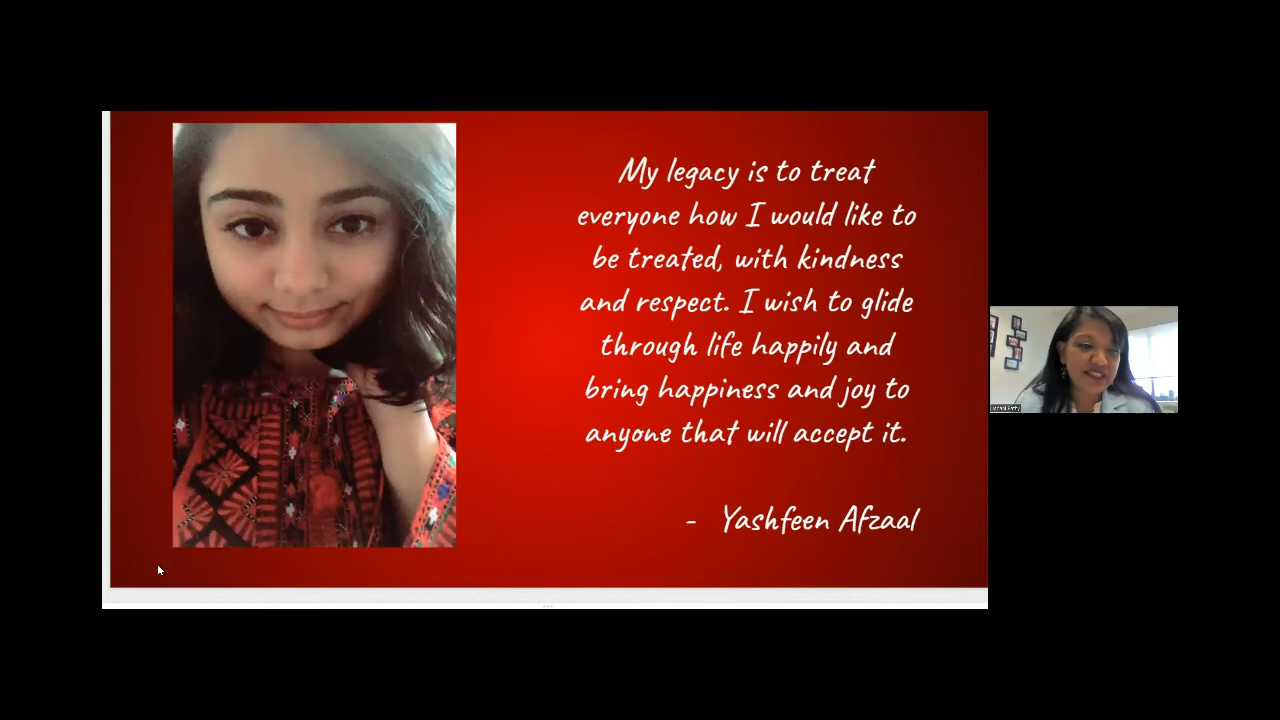 My legacy is to treat
everyone how I would like to
be treated, with kindness
and respect. I wish to glide
through life happily and
bring happiness and joy to
anyone that will accept it.
- Yashfeen Afzaal